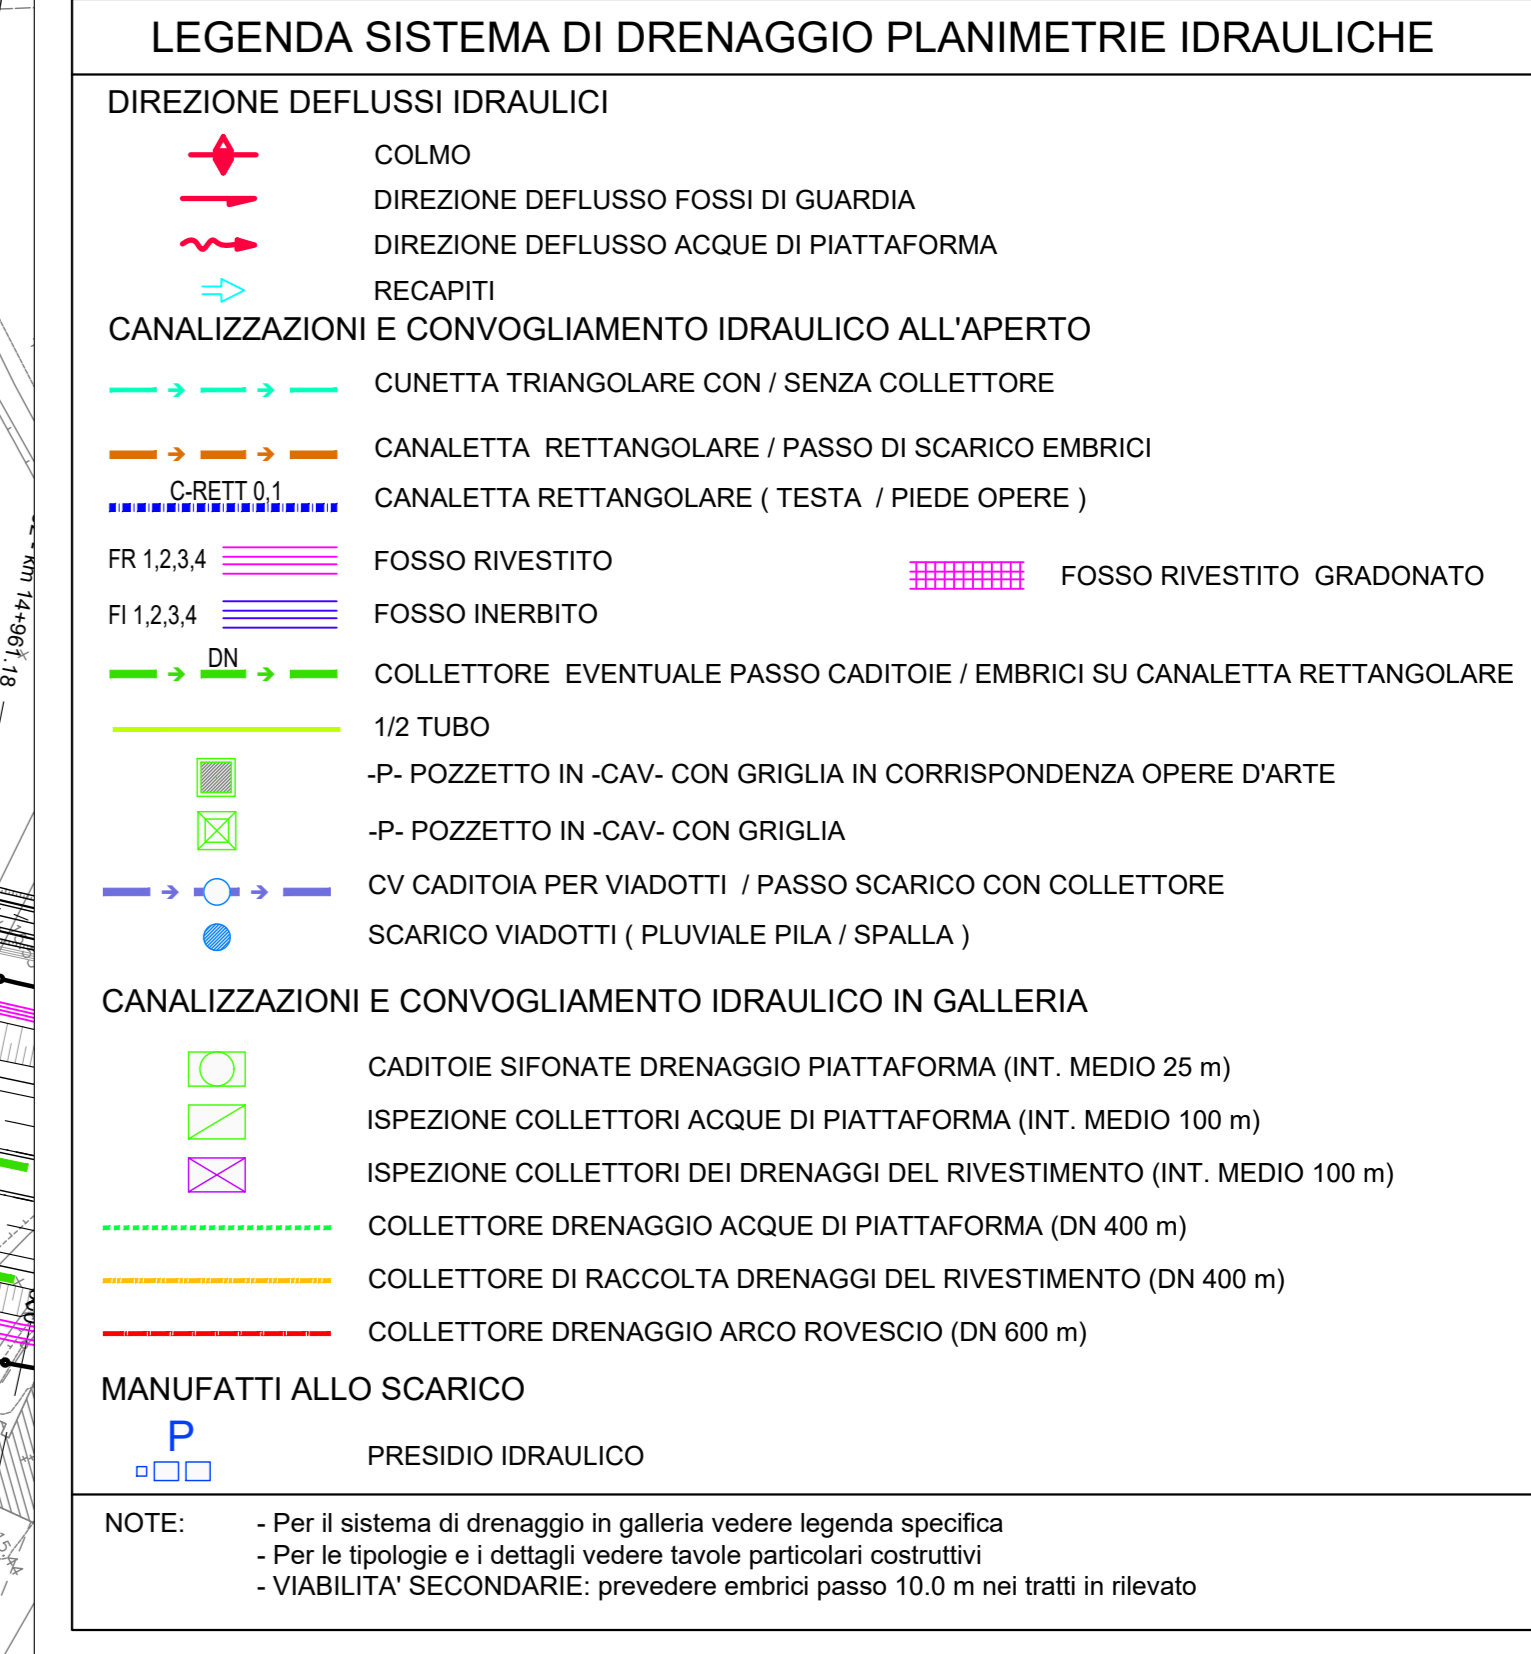 LEGENDA SISTEMA DI DRENAGGIO PLANIMETRIE IDRAULICHE
DIREZIONE DEFLUSSI IDRAULICI
COLMO
DIREZIONE DEFLUSSO FOSSI DI GUARDIA
DIREZIONE DEFLUSSO ACQUE DI PIATTAFORMA
RECAPITI
CANALIZZAZIONI E CONVOGLIAMENTO IDRAULICO ALL'APERTO
CUNETTA TRIANGOLARE CON / SENZA COLLETTORE
CANALETTA RETTANGOLARE / PASSO DI SCARICO EMBRICI
C-RETT 0,1 CANALETTA RETTANGOLARE ( TESTA / PIEDE OPERE )
FR 1,2,3,4 FOSSO RIVESTITO
FOSSO RIVESTITO GRADONATO
FI 1,2,3,4 FOSSO INERBITO
DN COLLETTORE EVENTUALE PASSO CADITOIE / EMBRICI SU CANALETTA RETTANGOLARE
1/2 TUBO
-P- POZZETTO IN -CAV- CON GRIGLIA IN CORRISPONDENZA OPERE D'ARTE
-P- POZZETTO IN -CAV- CON GRIGLIA
CV CADITOIA PER VIADOTTI / PASSO SCARICO CON COLLETTORE
SCARICO VIADOTTI ( PLUVIALE PILA / SPALLA )
CANALIZZAZIONI E CONVOGLIAMENTO IDRAULICO IN GALLERIA
CADITOIE SIFONATE DRENAGGIO PIATTAFORMA (INT. MEDIO 25 m)
ISPEZIONE COLLETTORI ACQUE DI PIATTAFORMA (INT. MEDIO 100 m)
ISPEZIONE COLLETTORI DEI DRENAGGI DEL RIVESTIMENTO (INT. MEDIO 100 m)
COLLETTORE DRENAGGIO ACQUE DI PIATTAFORMA (DN 400 m)
COLLETTORE DI RACCOLTA DRENAGGI DEL RIVESTIMENTO (DN 400 m)
COLLETTORE DRENAGGIO ARCO ROVESCIO (DN 600 m)
MANUFATTI ALLO SCARICO
P
PRESIDIO IDRAULICO
NOTE: - Per il sistema di drenaggio in galleria vedere legenda specifica
- Per le tipologie e i dettagli vedere tavole particolari costruttivi
- VIABILITA' SECONDARIE: prevedere embrici passo 10.0 m nei tratti in rilevato
km 14+961.18